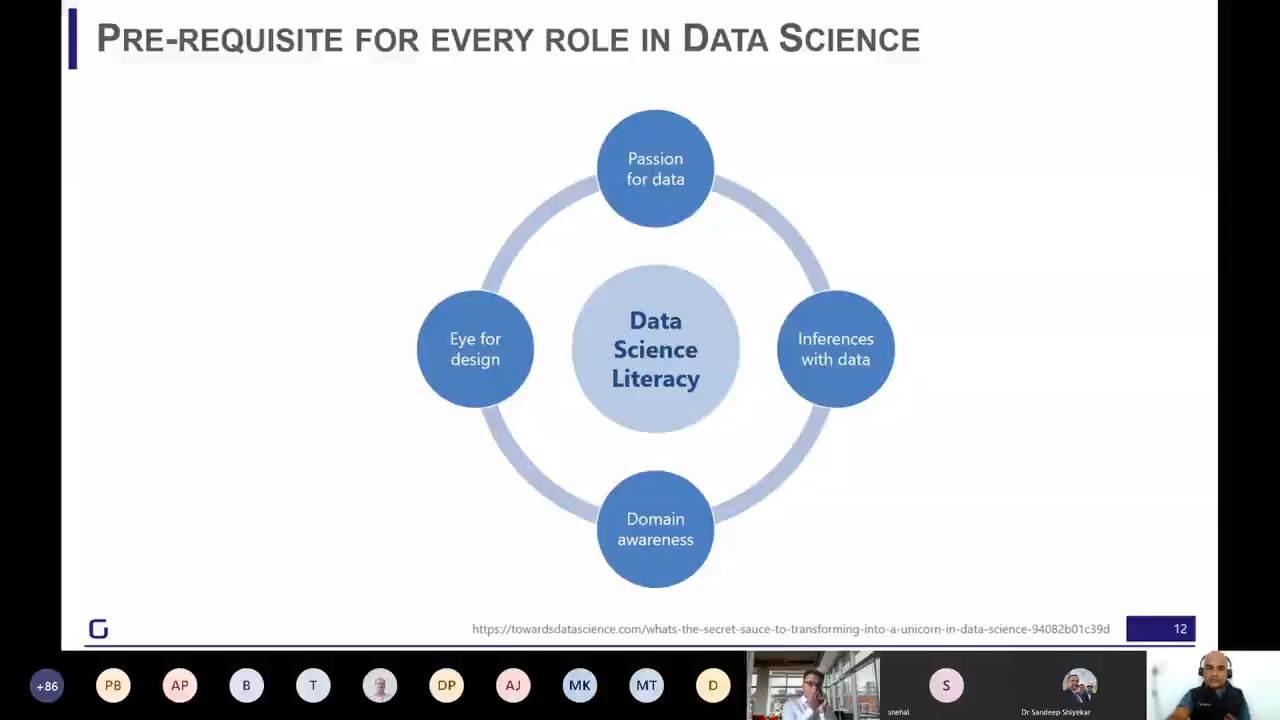 PRE-REQUISITE FOR EVERY ROLE IN DATA SCIENCE
Passion
for data
Eye for
design
Data
Science
Literacy
Inferences
with data
Domain
awareness
G
https://towardsdatascience.com/whats-the-secret-sauce-to-transforming-into-a-unicorn-in-data-science-94082b01c39d
12
+86
PB
AP
B
T
DP
AJ
MK
MT
D
S
snehal
Dr Sandeep Shiyekar